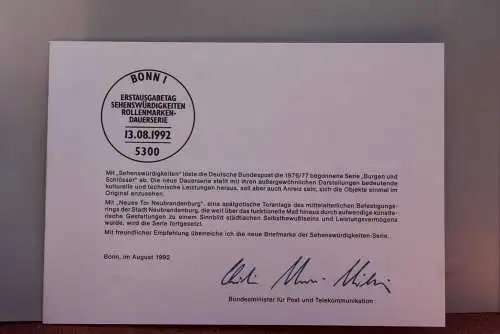 BONN 1
ERSTAUSGABETAG
SEHENSWÜRDIGKEITEN
ROLLENMARKEN-
DAUERSERIE
13.08.1992
5300
Mit „Sehenswürdigkeiten" löste die Deutsche Bundespost die 1976/77 begonnene Serie „Burgen und
Schlösser" ab. Die neue Dauerserie stellt mit ihren außergewöhnlichen Darstellungen bedeutende
kulturelle und technische Leistungen heraus, soll aber auch Anreiz sein, sich die Objekte einmal im
Original anzusehen.
Mit „Neues Tor Neubrandenburg", eine spätgotische Toranlage des mittelalterlichen Befestigungs-
rings der Stadt Neubrandenburg, die weit über das funktionelle Maß hinaus durch aufwendige künstle-
rische Gestaltungen zu einem Sinnbild städtischen Selbstbewußtseins und Leistungsvermögens
wurde, wird die Serie fortgesetzt.
Mit freundlicher Empfehlung überreiche ich die neue Briefmarke der Sehenswürdigkeiten-Serie.
Bonn, im August 1992
Bundesminister für Post und Telekommunikation